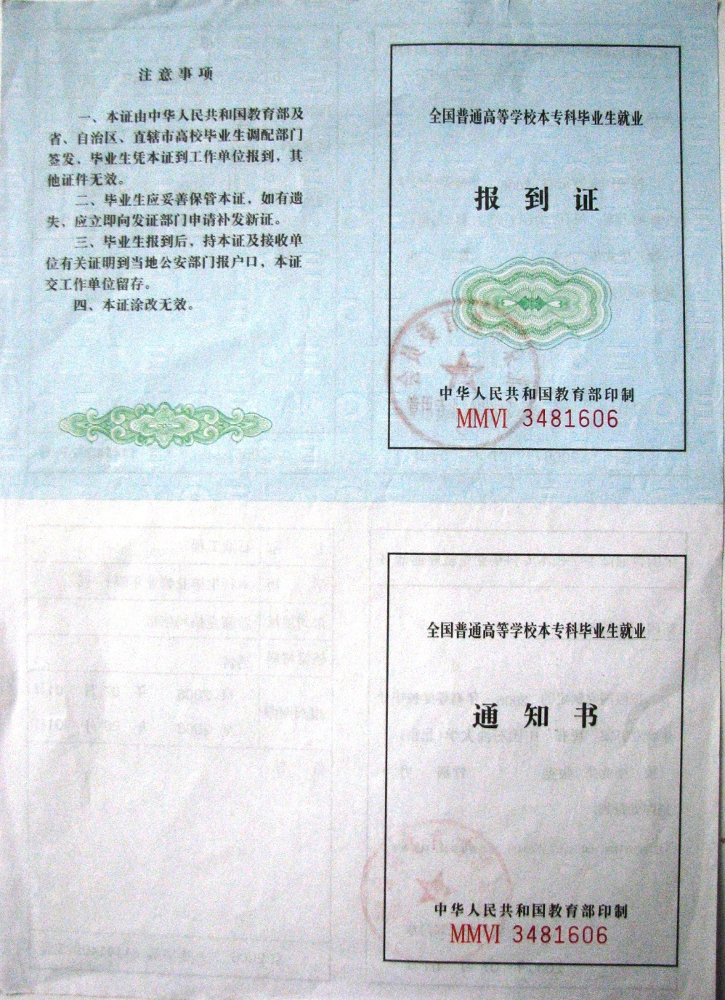 注意事项
一、本证由中华人民共和国教育部及
省、自治区、直辖市高校毕业生调配部门
签发，毕业生凭本证到工作单位报到，其
他证件无效。
二、毕业生应妥善保管本证，如有遗
失，应立即向发证部门申请补发新证。
三、毕业生报到后，持本证及接收单
位有关证明到当地公安部门报户口，本证
交工作单位留存。
四、本证涂改无效。
全国普通高等学校本专科毕业生就业
报到证
中华人民共和国教育部印制
MMVI 3481606
全国普通高等学校本专科毕业生就业
通知书
中华人民共和国教育部印制
MMVI 3481606